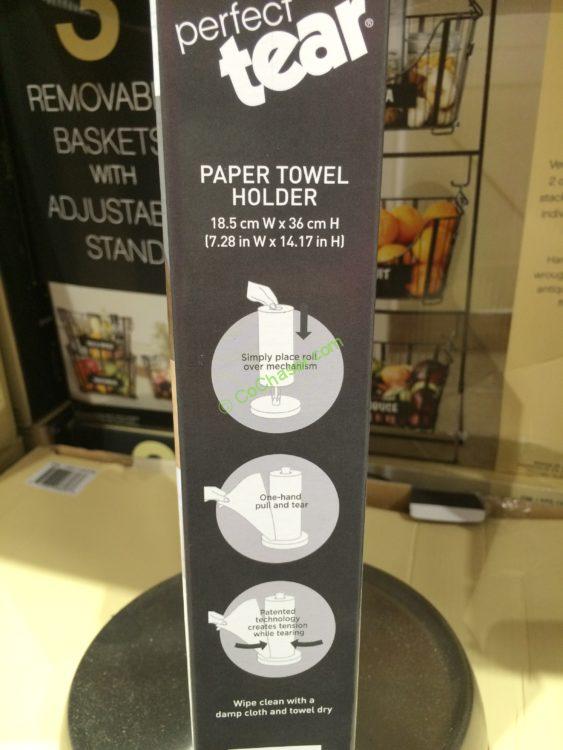 perfect
tear®
PAPER TOWEL
HOLDER
18.5 cm W x 36 cm H
(7.28 in W x 14.17 in H)
Simply place roll
over mechanism
© CoChaser.com
One-hand
pull and tear
Patented
technology
creates tension
while tearing
Wipe clean with a
damp cloth and towel dry
REMOVAB
BASKETS
WITH
ADJUSTAB
STAND